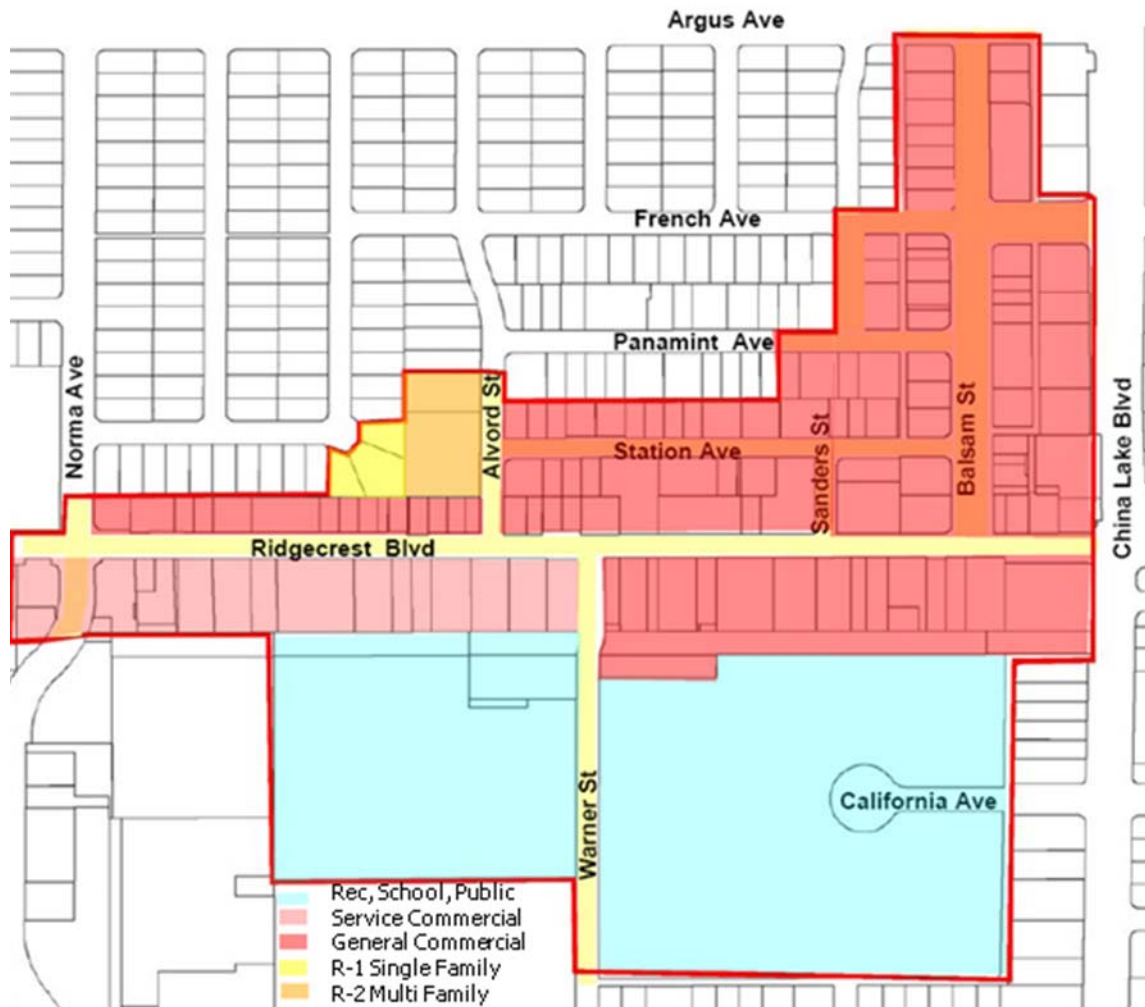 Argus Ave
French Ave
Panamint Ave
Norma Ave
Alvord St
Station Ave
Sanders St
Balsam St
China Lake Blvd
Ridgecrest Blvd
Warner St
California Ave
Rec, School, Public
Service Commercial
General Commercial
R-1 Single Family
R-2 Multi Family